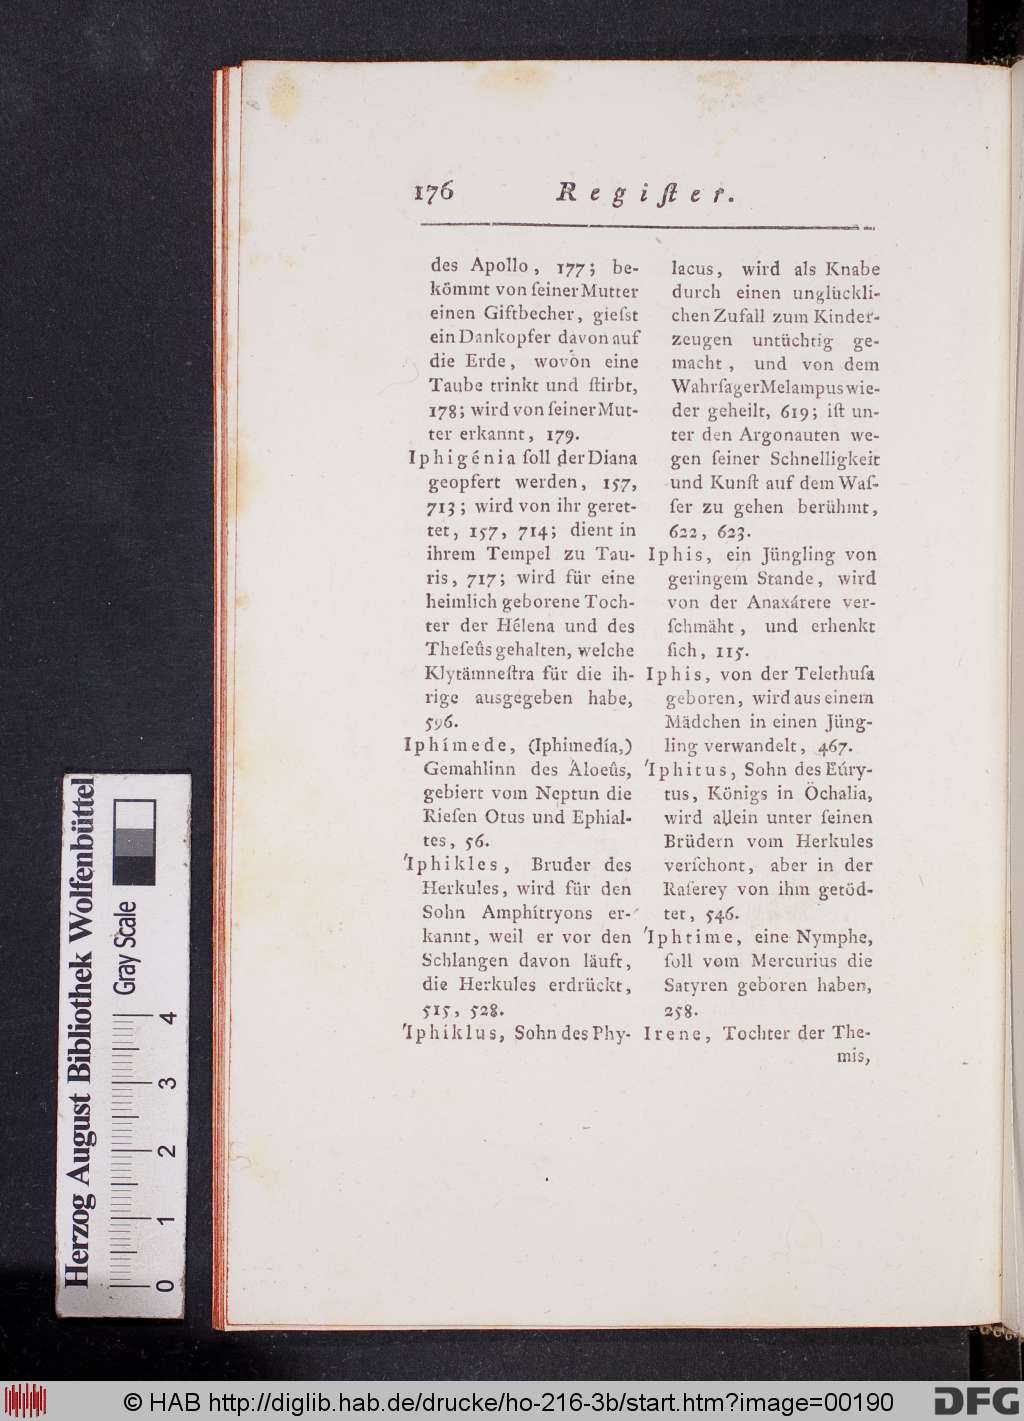 176 Regiſter.
des Apollo, 177; be-
kömmt von ſeiner Mutter
einen Giftbecher, gieſst
ein Dankopfer davon auf
die Erde, wovon eine
Taube trinkt und ſtirbt,
178; wird von ſeiner Mut-
ter erkannt, 179.
Iphigénia ſoll der Diana
geopfert werden, 157,
713; wird von ihr geret-
tet, 157, 714; dient in
ihrem Tempel zu Tau-
ris, 717; wird für eine
heimlich geborene Toch-
ter der Hélena und des
Theſeûs gehalten, welche
Klytämneſtra für die ih-
rige ausgegeben habe,
596.
Iphímede, (Iphimedía,)
Gemahlinn des Áloeûs,
gebiert vom Neptun die
Rieſen Otus und Ephial-
tes, 56.
'Iphikles, Bruder des
Herkules, wird für den
Sohn Amphítryons er-
kannt, weil er vor den
Schlangen davon läuft,
die Herkules erdrückt,
515, 528.
'Iphiklus, Sohn des Phy-
lacus, wird als Knabe
durch einen unglückli-
chen Zufall zum Kinder-
zeugen untüchtig ge-
macht, und von dem
Wahrſager Melampus wie-
der geheilt, 619; iſt un-
ter den Argonauten we-
gen ſeiner Schnelligkeit
und Kunſt auf dem Waſ-
ſer zu gehen berühmt,
622, 623.
Iphis, ein Jüngling von
geringem Stande, wird
von der Anaxárete ver-
ſchmäht, und erhenkt
ſich, 115.
Iphis, von der Telethuſa
geboren, wird aus einem
Mädchen in einen Jüng-
ling verwandelt, 467.
'Iphitus, Sohn des Eúry-
tus, Königs in Öchalia,
wird allein unter ſeinen
Brüdern vom Herkules
verſchont, aber in der
Raſerey von ihm getöd-
tet, 546.
'Iphtime, eine Nymphe,
ſoll vom Mercurius die
Satyren geboren haben,
258.
Irene, Tochter der The-
mis,
Herzog August Bibliothek Wolfenbüttel
Gray Scale
0 1 2 3 4
© HAB http://diglib.hab.de/drucke/ho-216-3b/start.htm?image=00190
DFG